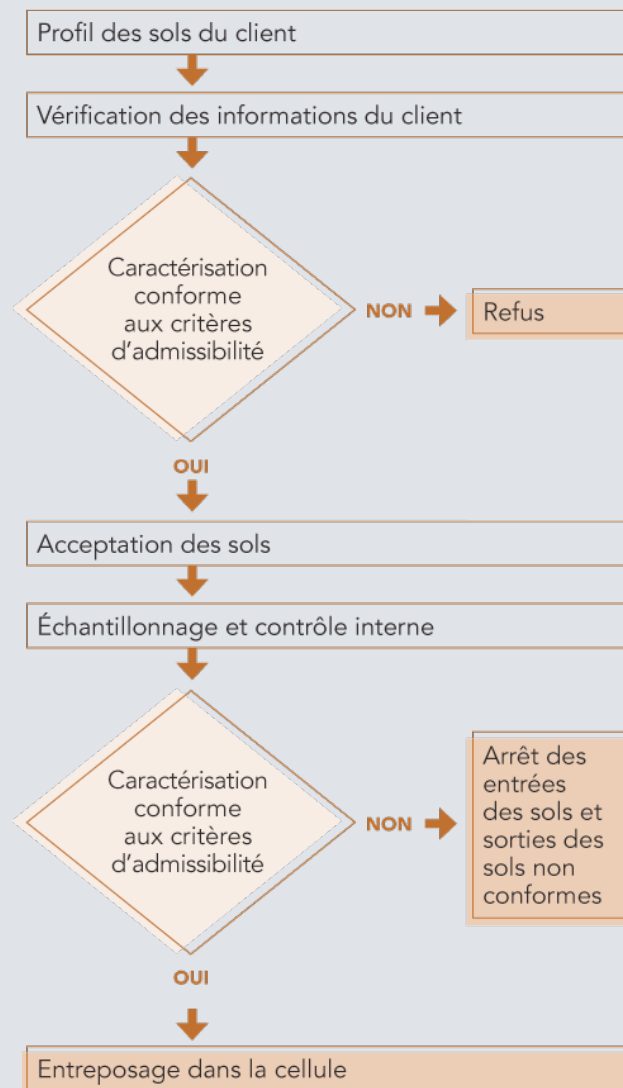 Profil des sols du client
Vérification des informations du client
Caractérisation
conforme
aux critères
d'admissibilité
NON
Refus
OUI
Acceptation des sols
Échantillonnage et contrôle interne
Caractérisation
conforme
aux critères
d'admissibilité
NON
Arrêt des
entrées
des sols et
sorties des
sols non
conformes
OUI
Entreposage dans la cellule